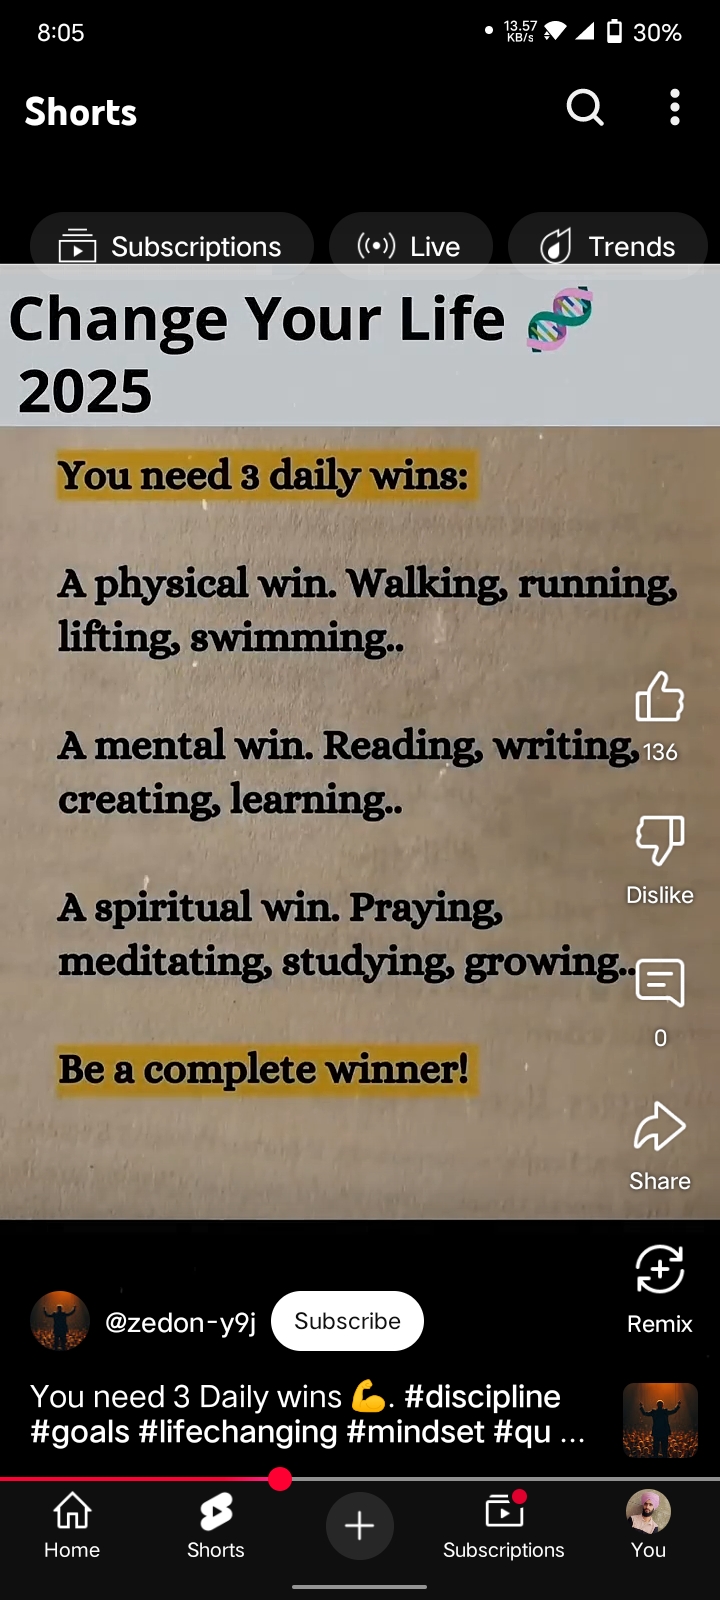 8:05
13.57
KB/s
30%
Shorts
Subscriptions
Live
Trends
Change Your Life 🧬
2025
You need 3 daily wins:
A physical win. Walking, running,
lifting, swimming..
A mental win. Reading, writing,
creating, learning..
A spiritual win. Praying,
meditating, studying, growing..
Be a complete winner!
136
Dislike
0
Share
Remix
@zedon-y9j
Subscribe
You need 3 Daily wins 💪. #discipline
#goals #lifechanging #mindset #qu ...
Home
Shorts
Subscriptions
You